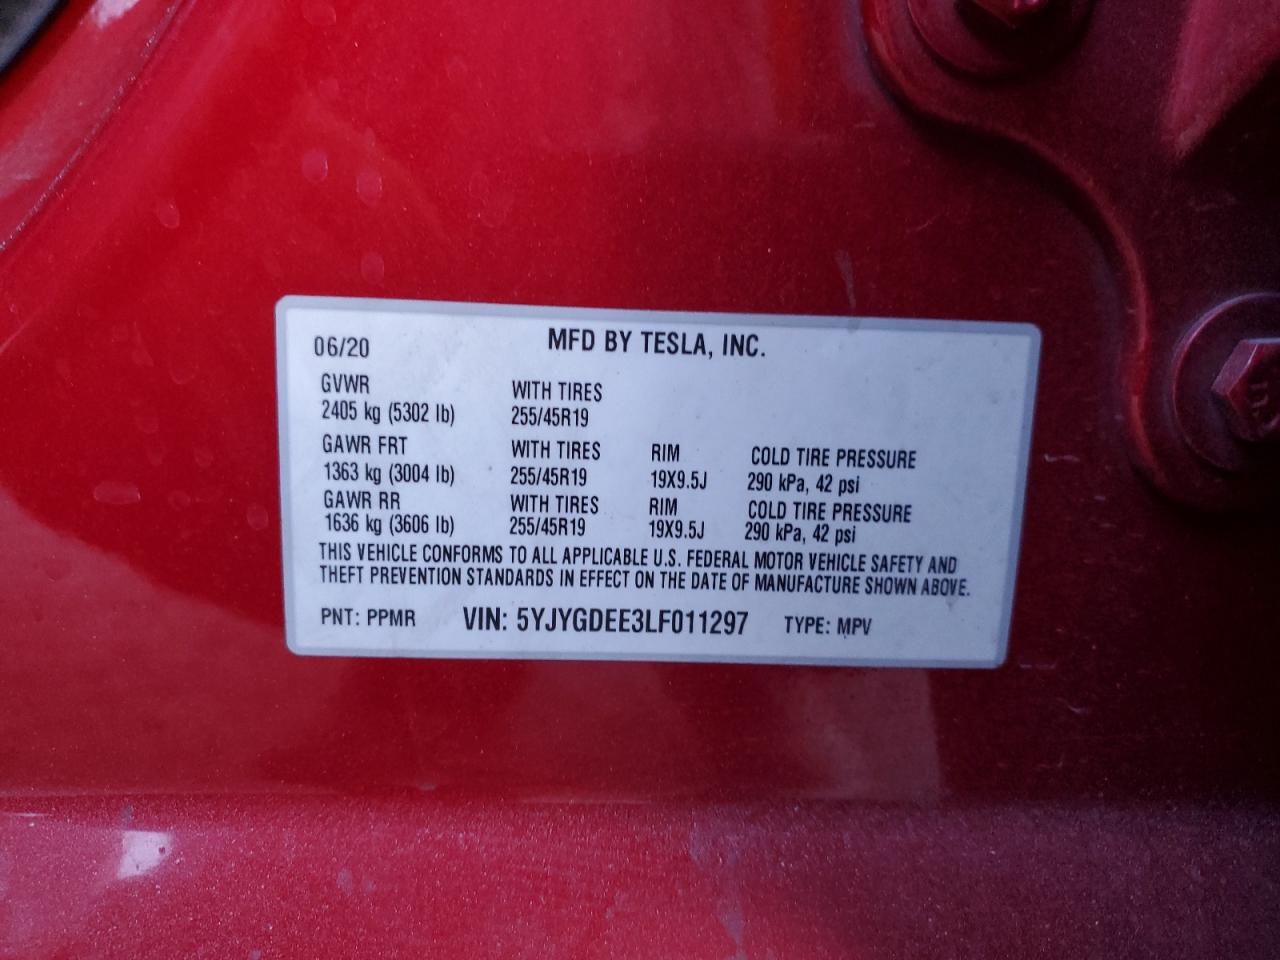 06/20 MFD BY TESLA, INC.
GVWR WITH TIRES
2405 kg (5302 lb) 255/45R19
GAWR FRT WITH TIRES RIM COLD TIRE PRESSURE
1363 kg (3004 lb) 255/45R19 19X9.5J 290 kPa, 42 psi
GAWR RR WITH TIRES RIM COLD TIRE PRESSURE
1636 kg (3606 lb) 255/45R19 19X9.5J 290 kPa, 42 psi
THIS VEHICLE CONFORMS TO ALL APPLICABLE U.S. FEDERAL MOTOR VEHICLE SAFETY AND
THEFT PREVENTION STANDARDS IN EFFECT ON THE DATE OF MANUFACTURE SHOWN ABOVE.
PNT: PPMR VIN: 5YJYGDEE3LF011297 TYPE: MPV